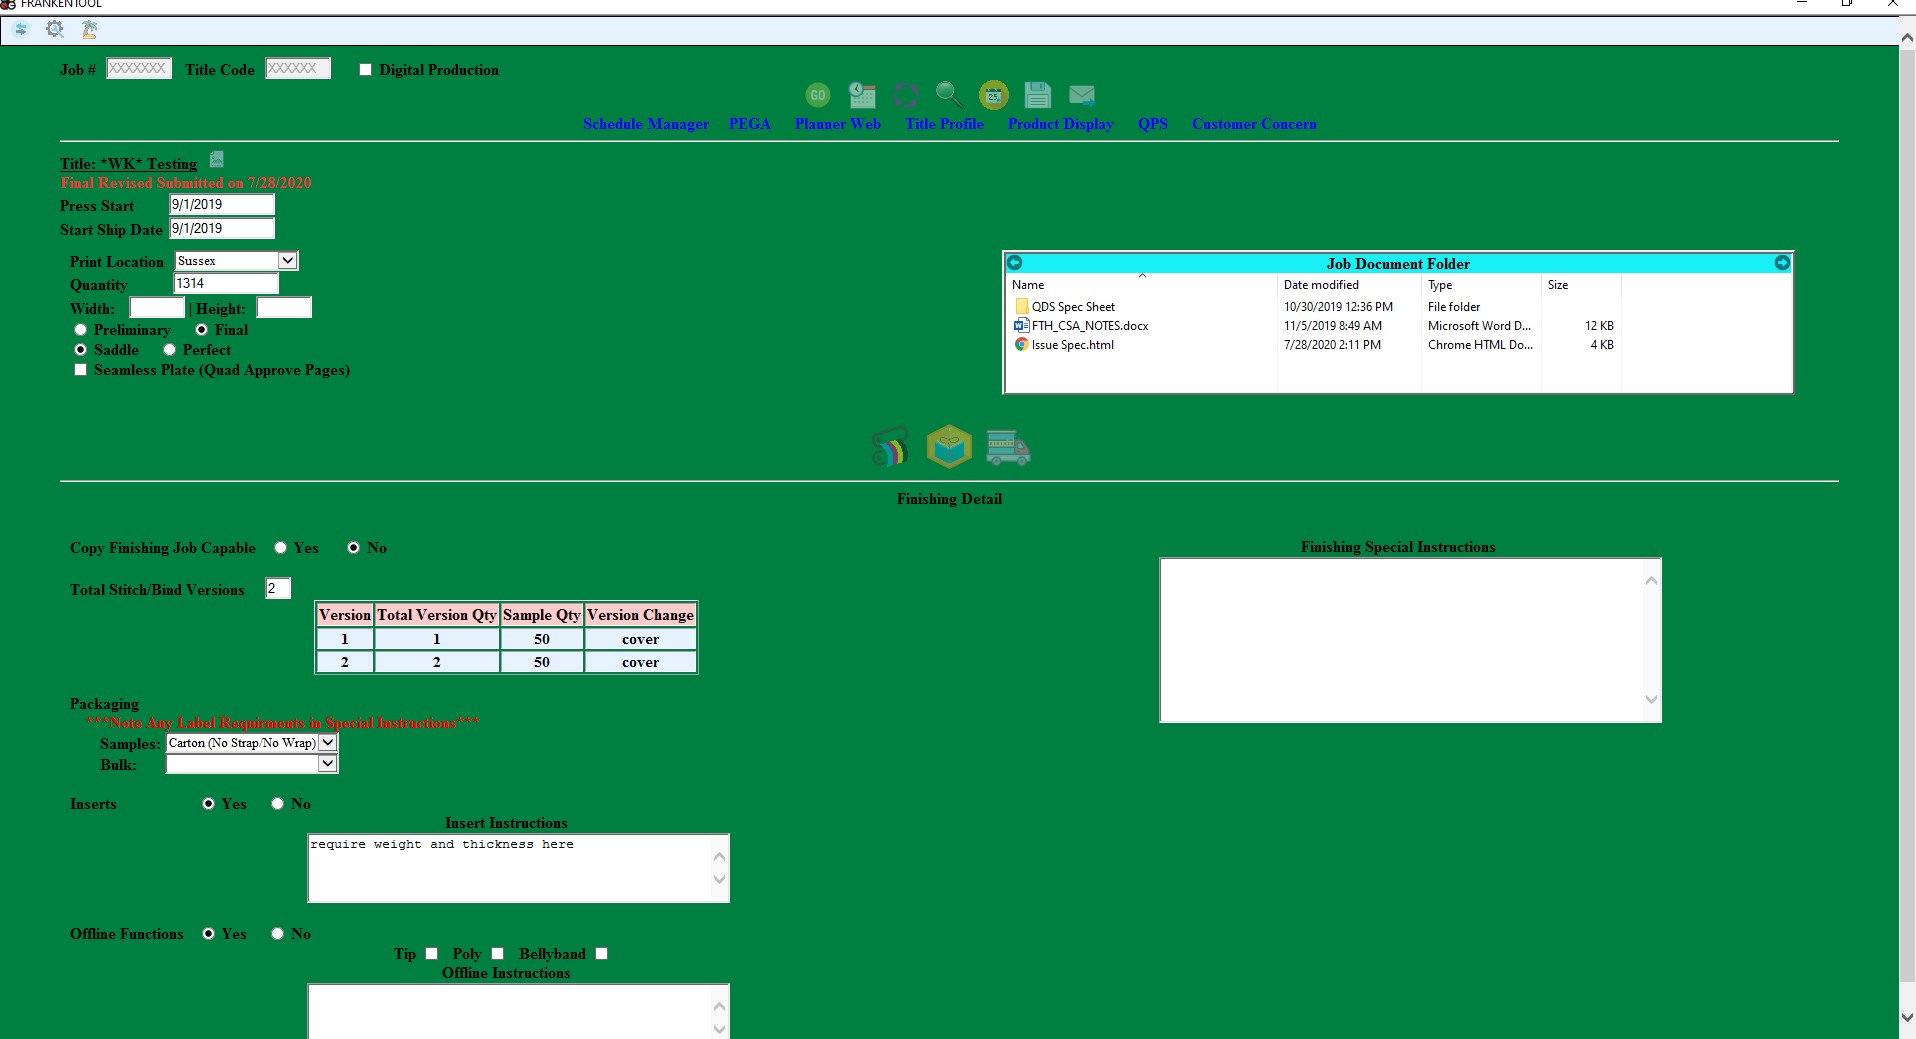 FRANKENTOOL
Job # XXXXXXX Title Code XXXXXX Digital Production
GO 25
Schedule Manager PEGA Planner Web Title Profile Product Display QPS Customer Concern
Title: *WK* Testing
Final Revised Submitted on 7/28/2020
Press Start 9/1/2019
Start Ship Date 9/1/2019
Print Location Sussex
Quantity 1314
Width: | Height:
Preliminary Final
Saddle Perfect
Seamless Plate (Quad Approve Pages)
Job Document Folder
Name Date modified Type Size
QDS Spec Sheet 10/30/2019 12:36 PM File folder
FTH_CSA_NOTES.docx 11/5/2019 8:49 AM Microsoft Word D... 12 KB
Issue Spec.html 7/28/2020 2:11 PM Chrome HTML Do... 4 KB
Finishing Detail
Copy Finishing Job Capable Yes No
Total Stitch/Bind Versions 2
Version Total Version Qty Sample Qty Version Change
1 1 50 cover
2 2 50 cover
Finishing Special Instructions
Packaging
***Note Any Label Requirments in Special Instructions***
Samples: Carton (No Strap/No Wrap)
Bulk:
Inserts Yes No
Insert Instructions
require weight and thickness here
Offline Functions Yes No
Tip Poly Bellyband
Offline Instructions